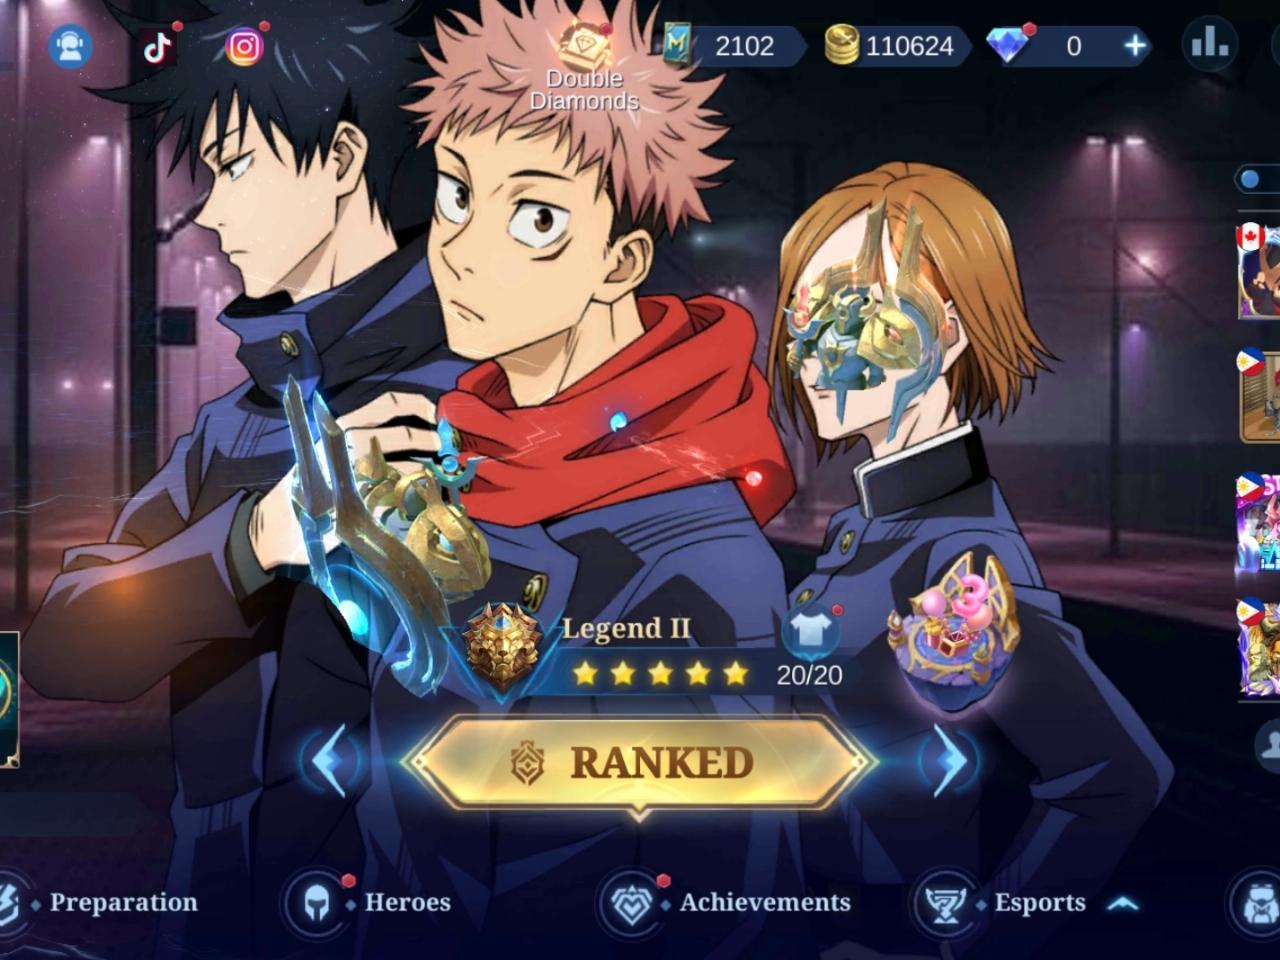 2102
110624
0
Double
Diamonds
Legend II
20/20
RANKED
Preparation
Heroes
Achievements
Esports